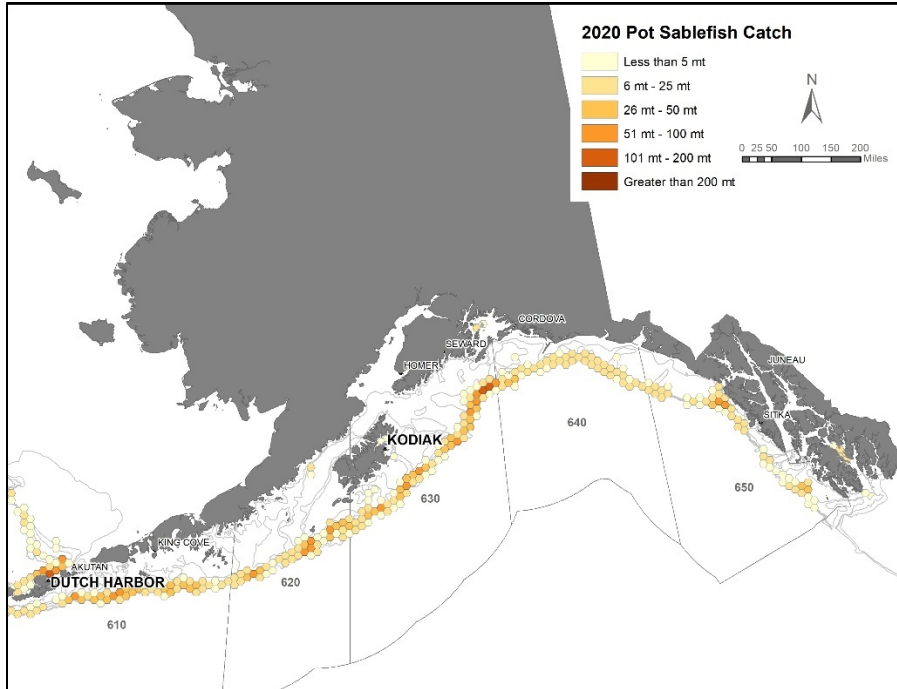 2020 Pot Sablefish Catch
Less than 5 mt
6 mt - 25 mt
26 mt - 50 mt
51 mt - 100 mt
101 mt - 200 mt
Greater than 200 mt
N
0 25 50 100 150 200
Miles
CORDOVA
SEWARD
HOMER
JUNEAU
SITKA
KODIAK
640
630
650
KING COVE
AKUTAN
DUTCH HARBOR
620
610